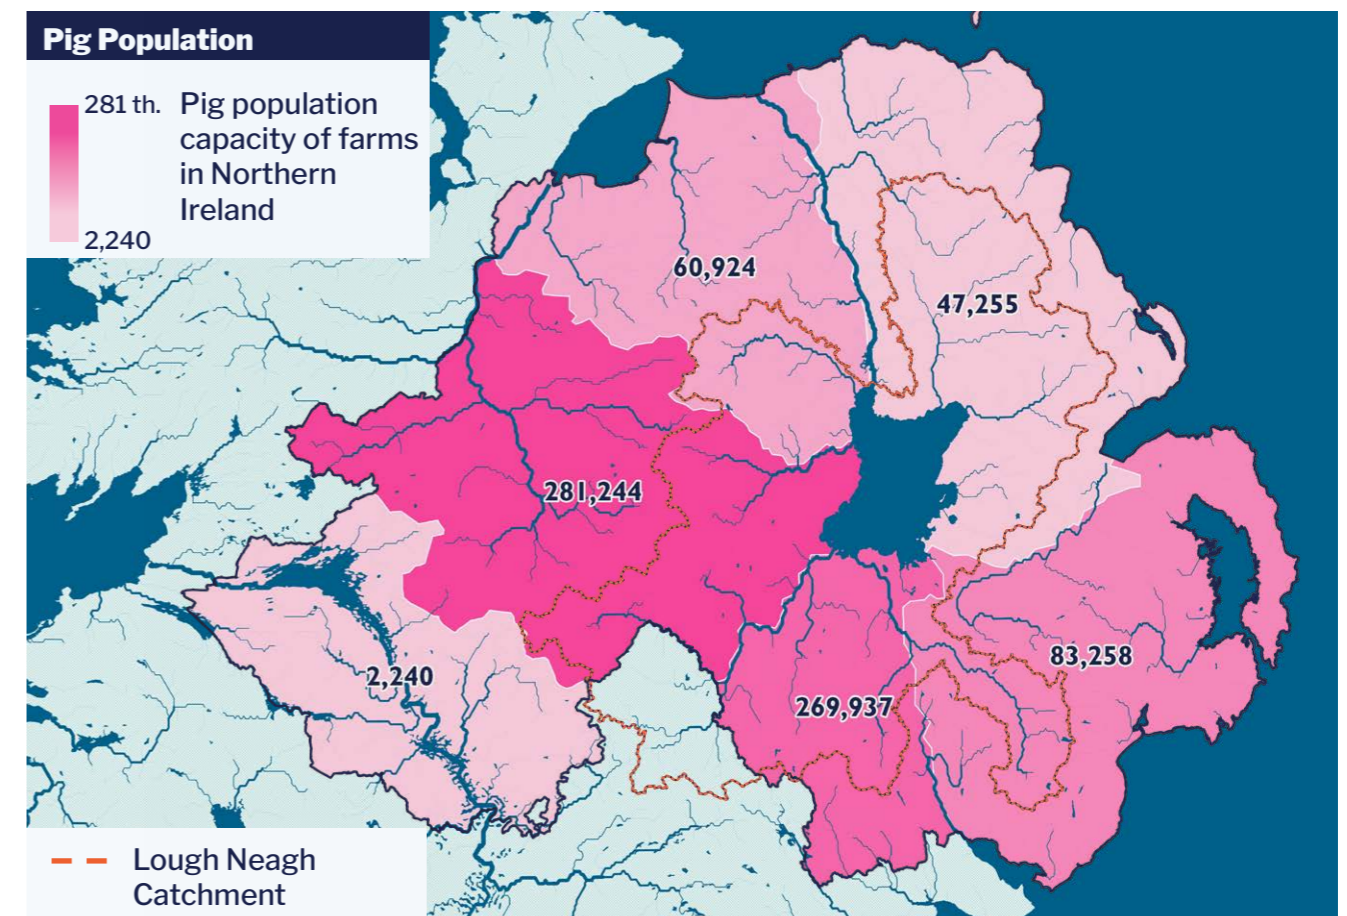 Pig Population
281 th.
Pig population
capacity of farms
in Northern
Ireland
2,240
60,924
47,255
281,244
83,258
2,240
269,937
Lough Neagh
Catchment